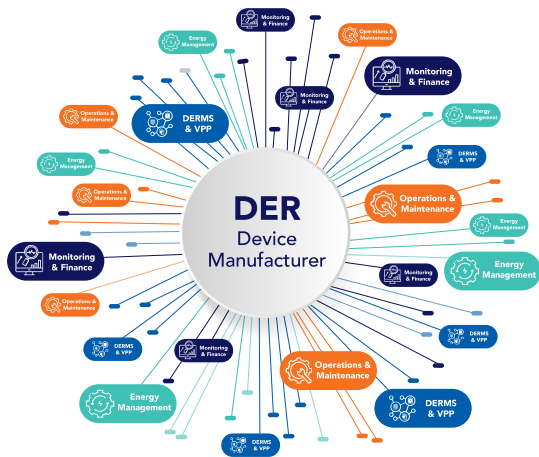 Monitoring
& Finance
Operations &
Maintenance
Energy
Management
Monitoring
& Finance
Monitoring
& Finance
Operations &
Maintenance
DERMS
& VPP
Energy
Management
DERMS
& VPP
Energy
Management
Operations &
Maintenance
Operations &
Maintenance
DER
Device
Manufacturer
Energy
Management
Monitoring
& Finance
Monitoring
& Finance
Energy
Management
Operations &
Maintenance
DERMS
& VPP
DERMS
& VPP
Monitoring
& Finance
Operations &
Maintenance
Energy
Management
DERMS
& VPP
DERMS
& VPP